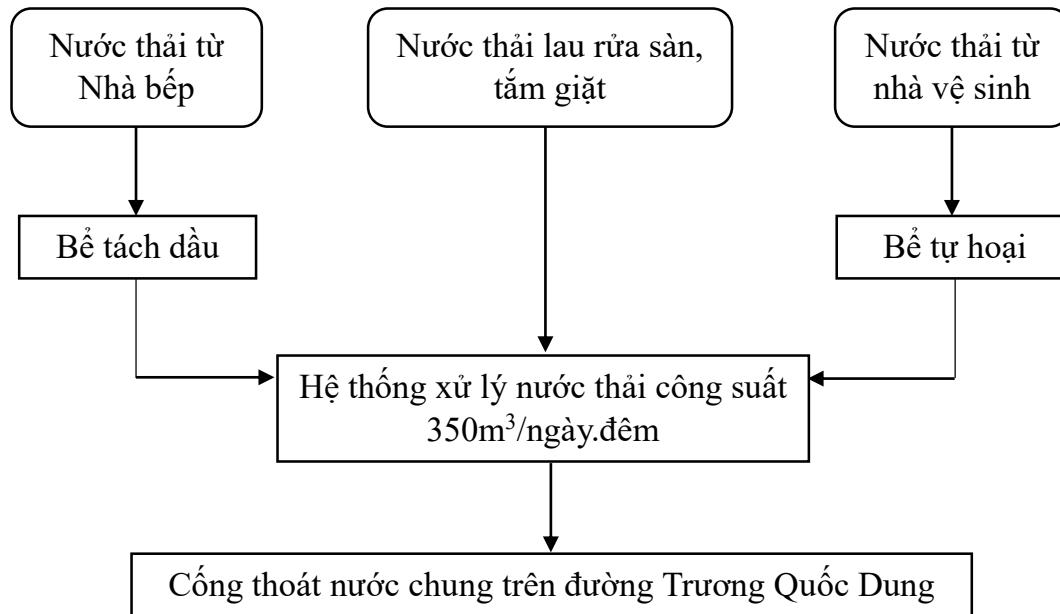 Nước thải từ
Nhà bếp
Nước thải lau rửa sàn,
tắm giặt
Nước thải từ
nhà vệ sinh
Bể tách dầu
Bể tự hoại
Hệ thống xử lý nước thải công suất
350m³/ngày.đêm
Cống thoát nước chung trên đường Trương Quốc Dung